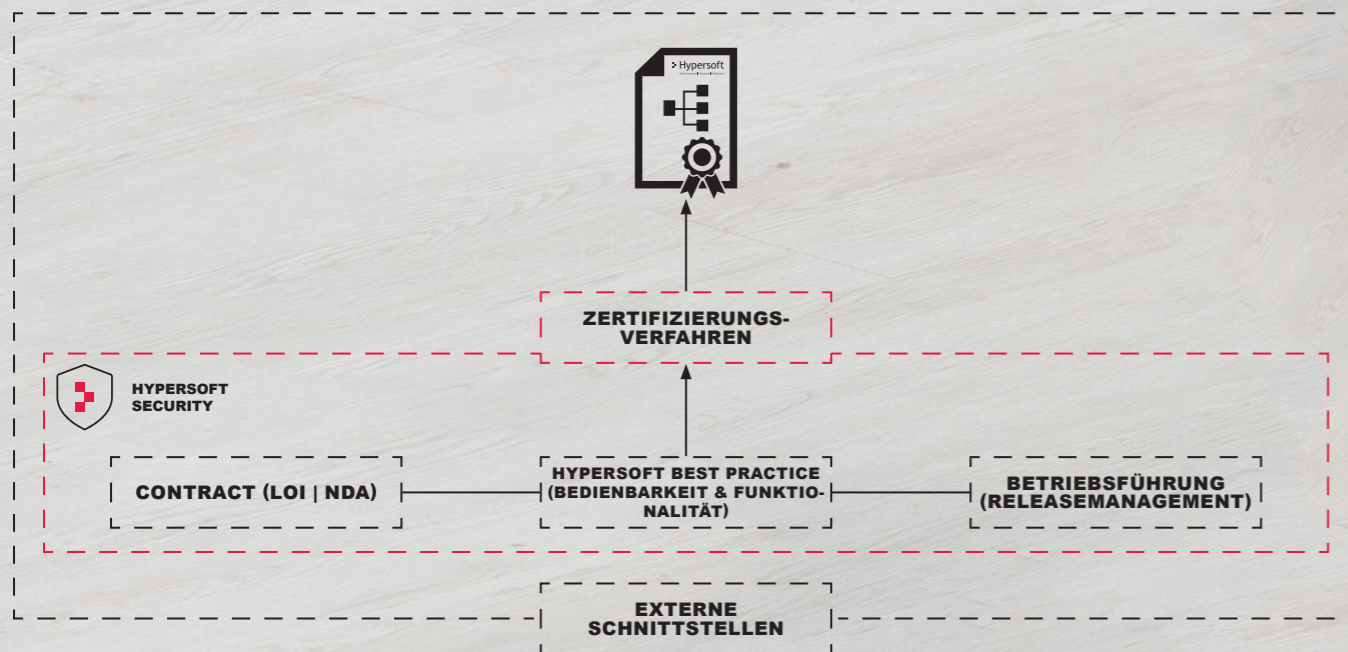 Hypersoft
ZERTIFIZIERUNGS-
VERFAHREN
HYPERSOFT
SECURITY
CONTRACT (LOI | NDA)
HYPERSOFT BEST PRACTICE
(BEDIENBARKEIT & FUNKTIO-
NALITÄT)
BETRIEBSFÜHRUNG
(RELEASEMANAGEMENT)
EXTERNE
SCHNITTSTELLEN